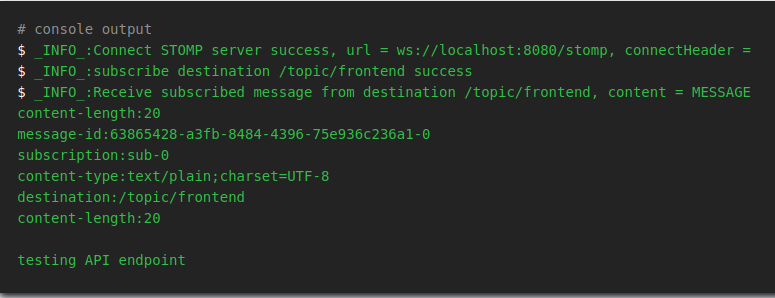 # console output
$ _INFO_:Connect STOMP server success, url = ws://localhost:8080/stomp, connectHeader =
$ _INFO_:subscribe destination /topic/frontend success
$ _INFO_:Receive subscribed message from destination /topic/frontend, content = MESSAGE
content-length:20
message-id:63865428-a3fb-8484-4396-75e936c236a1-0
subscription:sub-0
content-type:text/plain;charset=UTF-8
destination:/topic/frontend
content-length:20
testing API endpoint